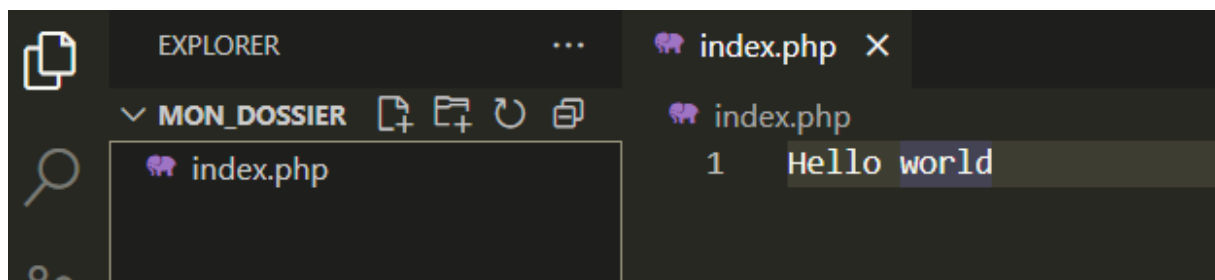 EXPLORER ...
MON_DOSSIER
index.php
index.php
index.php
1 Hello world